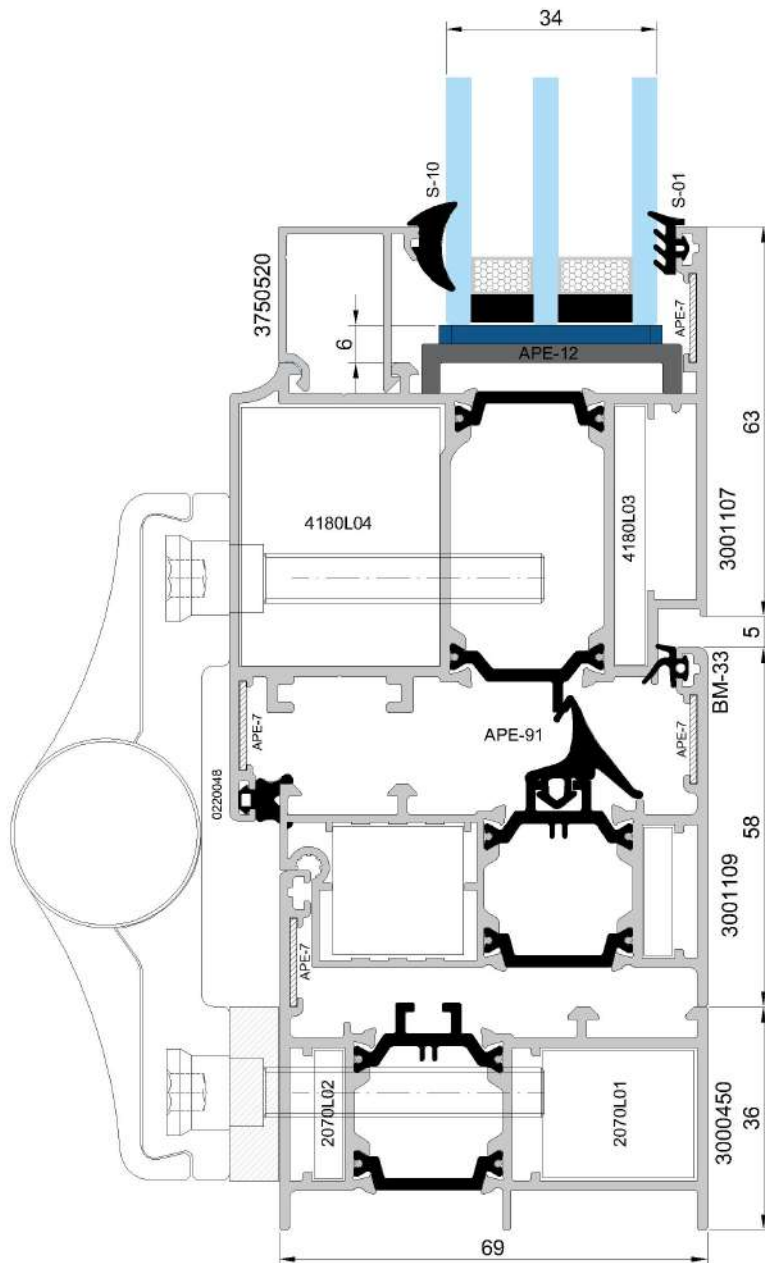 34
S-10
S-01
3750520
APE-7
6
APE-12
63
4180L04
4180L03
3001107
5
BM-33
APE-7
APE-91
APE-7
0220048
58
3001109
APE-7
2070L02
2070L01
3000450
36
69